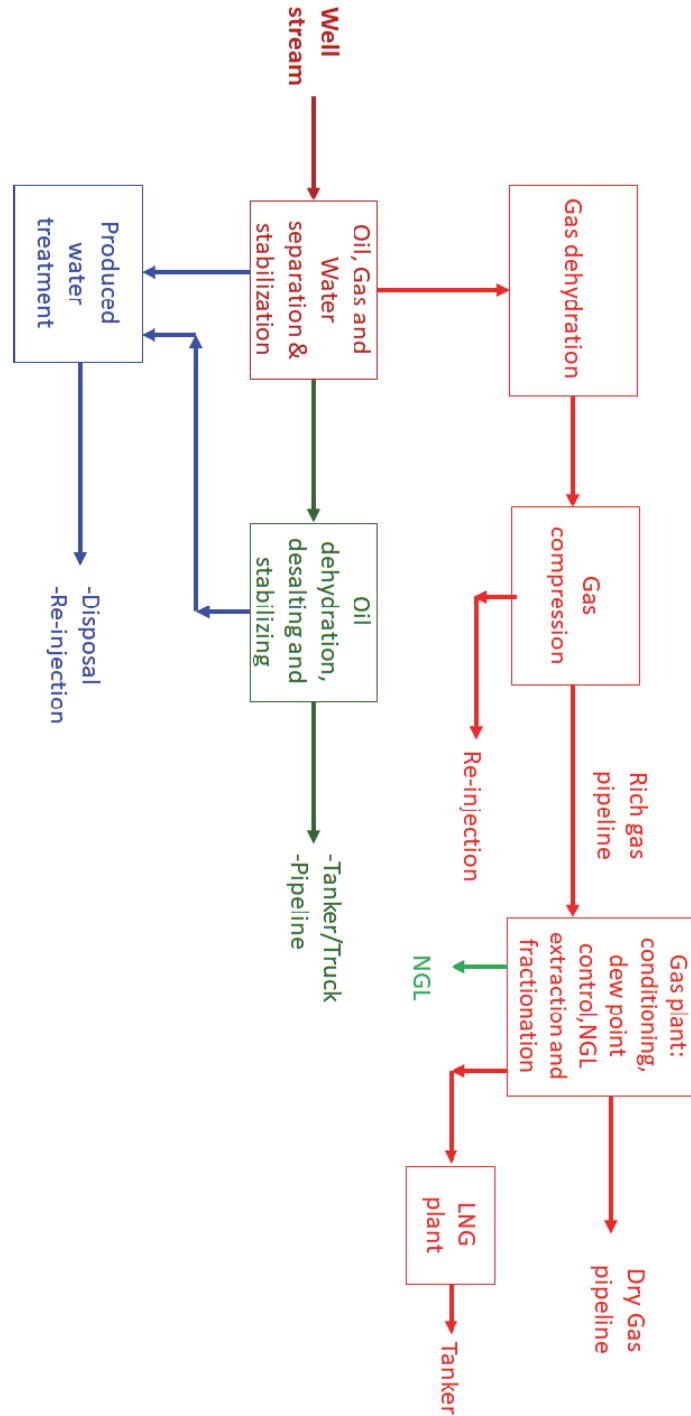 Well
stream
Oil, Gas and
Water
separation &
stabilization
Gas dehydration
Produced
water
treatment
Gas
compression
Re-injection
Rich gas
pipeline
Oil
dehydration,
desalting and
stabilizing
-Disposal
-Re-injection
-Tanker/Truck
-Pipeline
Gas plant:
conditioning,
dew point
control,NGL
extraction and
fractionation
NGL
LNG
plant
Dry Gas
pipeline
Tanker